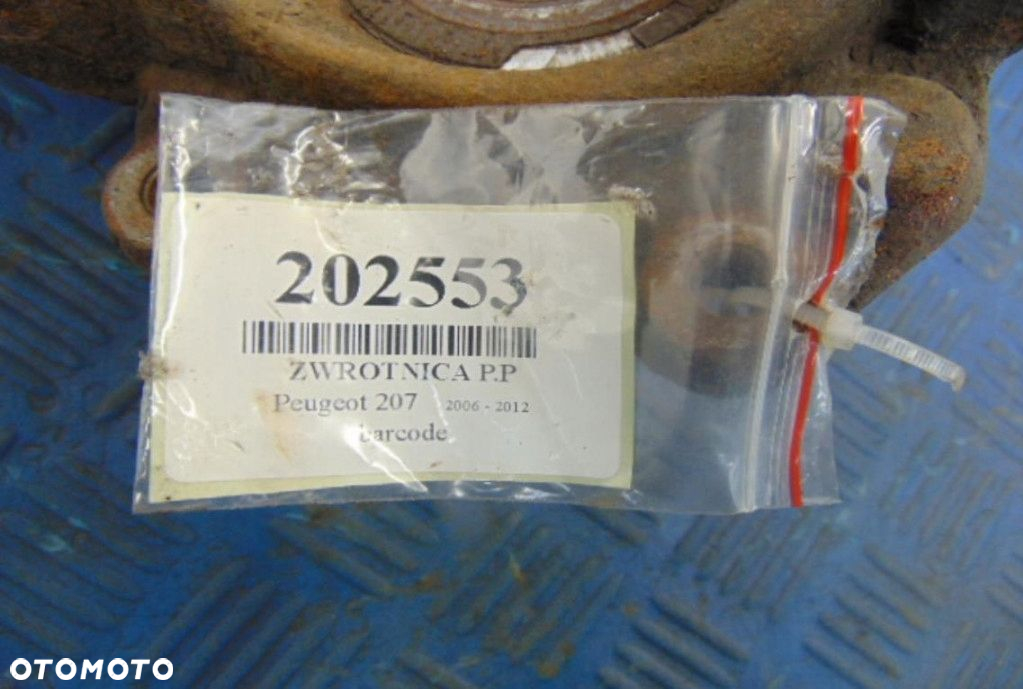 202553
ZWROTNICA P.P
Peugeot 207 2006 - 2012
barcode
OTOMOTO